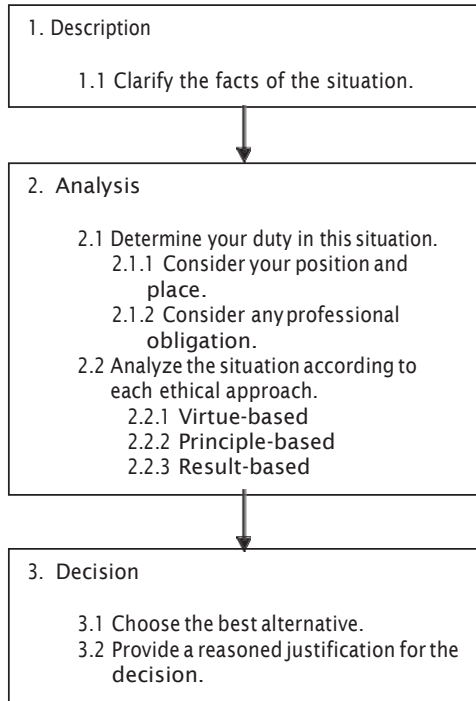 1. Description
1.1 Clarify the facts of the situation.
2. Analysis
2.1 Determine your duty in this situation.
2.1.1 Consider your position and
place.
2.1.2 Consider any professional
obligation.
2.2 Analyze the situation according to
each ethical approach.
2.2.1 Virtue-based
2.2.2 Principle-based
2.2.3 Result-based
3. Decision
3.1 Choose the best alternative.
3.2 Provide a reasoned justification for the
decision.